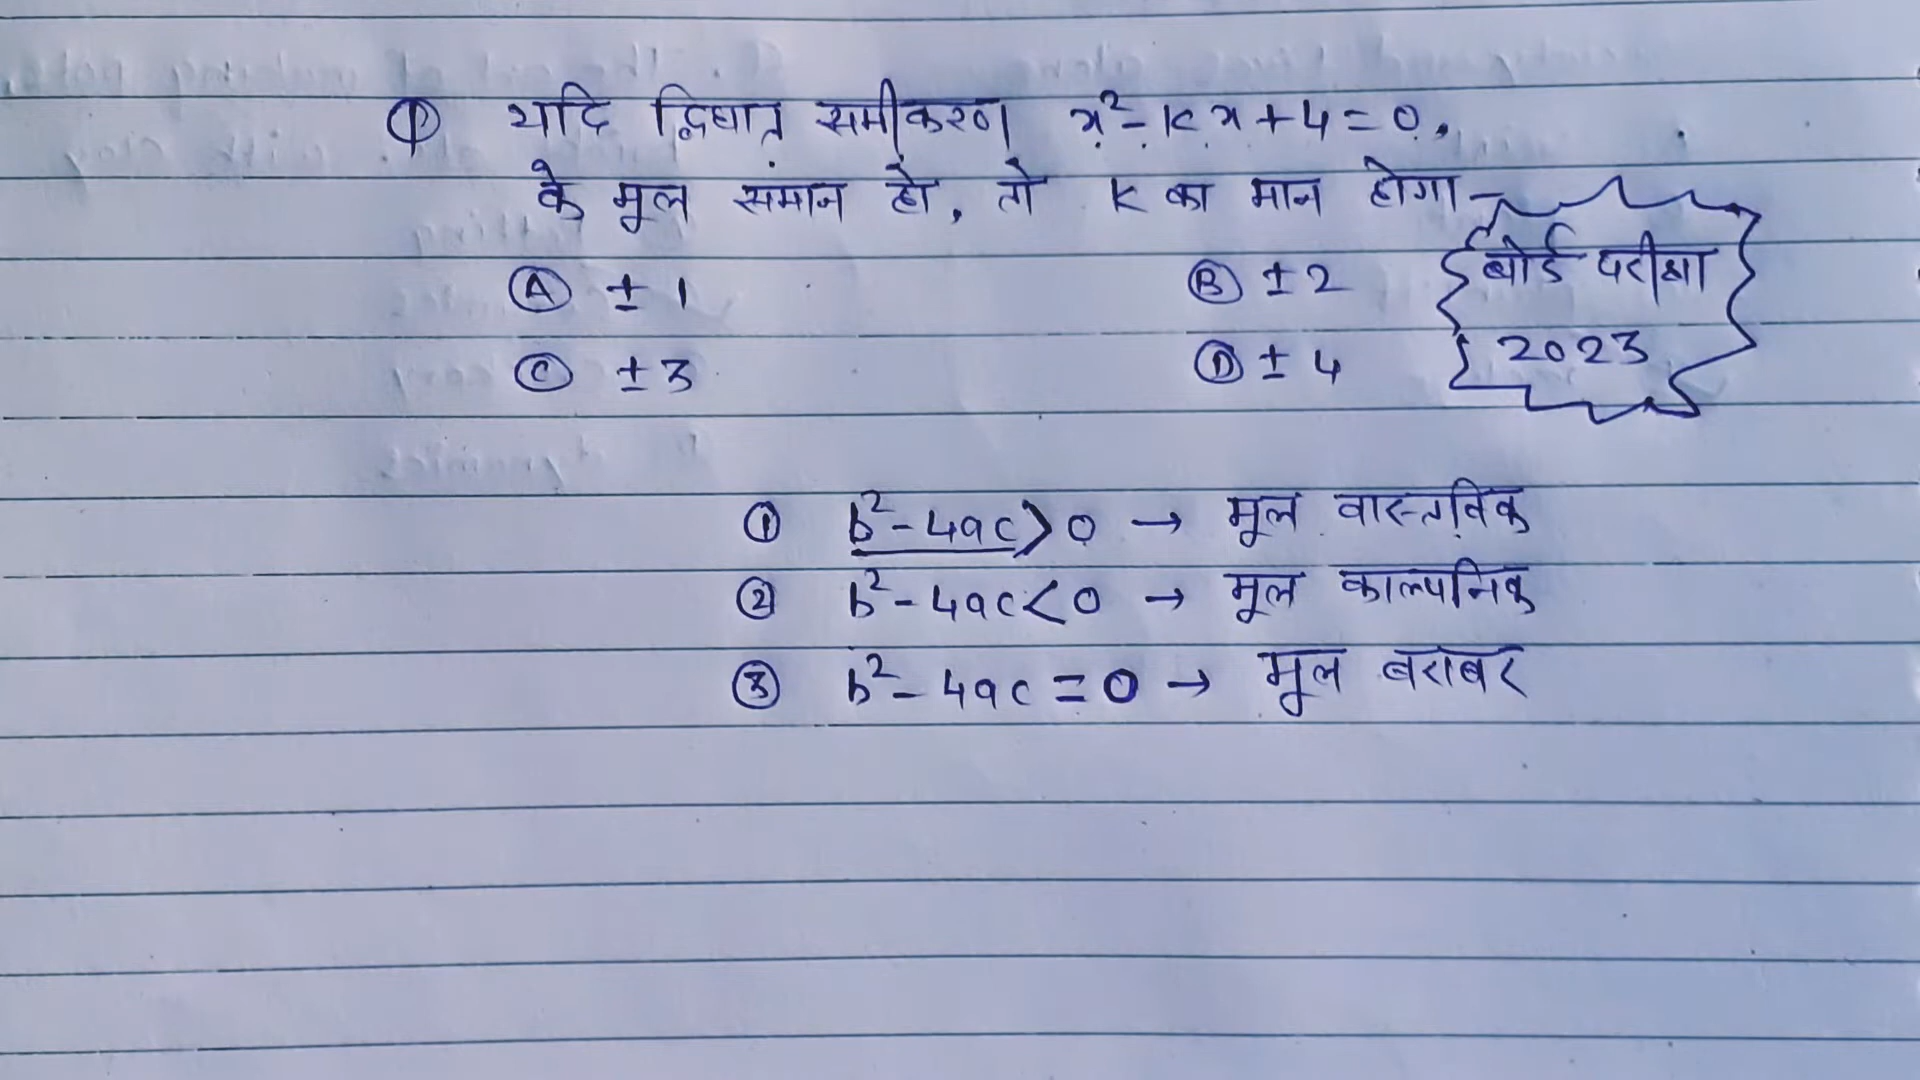 ① यदि द्विघात समीकरण x²-kx+4=0.
के मूल समान हो, तो k का मान होगा-
Ⓐ ±1 Ⓑ ±2
Ⓒ ±3 Ⓓ ±4
बोर्ड परीक्षा
2023
① b²-4ac>0 → मूल वास्तविक
② b²-4ac<0 → मूल काल्पनिक
③ b²-4ac=0 → मूल बराबर